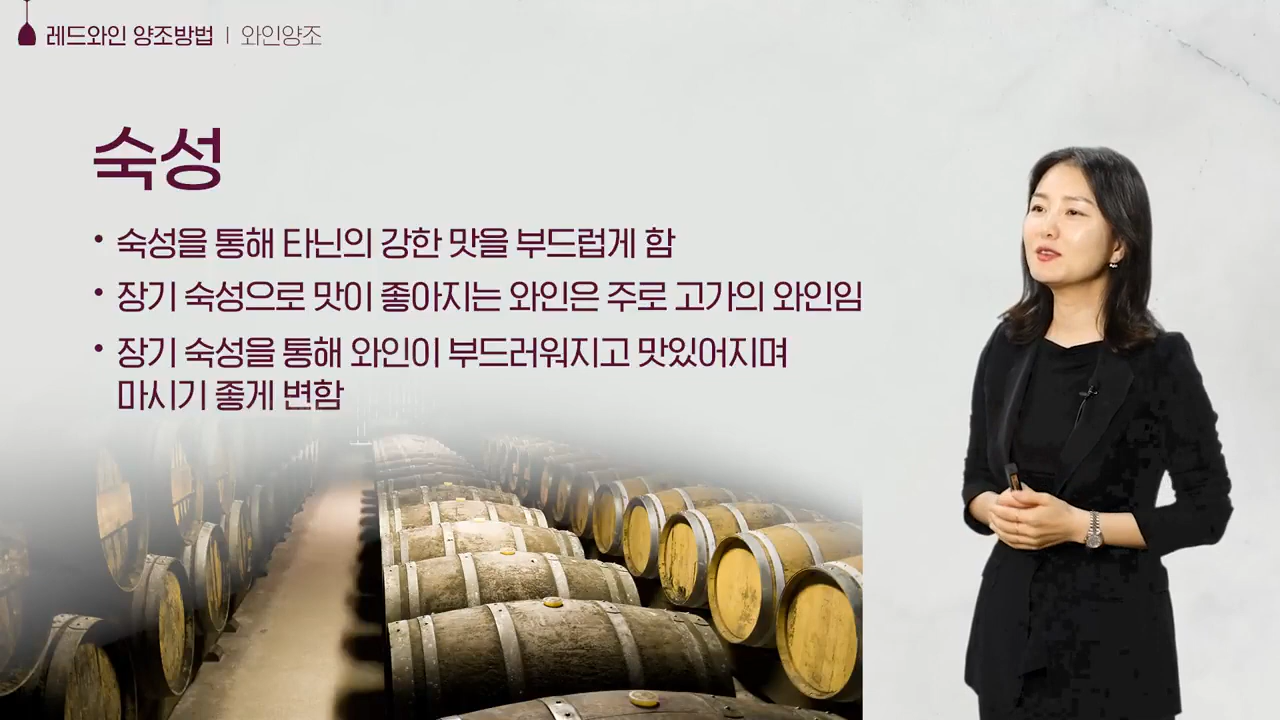 레드와인 양조방법 | 와인양조
숙성
• 숙성을 통해 타닌의 강한 맛을 부드럽게 함
• 장기 숙성으로 맛이 좋아지는 와인은 주로 고가의 와인임
• 장기 숙성을 통해 와인이 부드러워지고 맛있어지며
마시기 좋게 변함